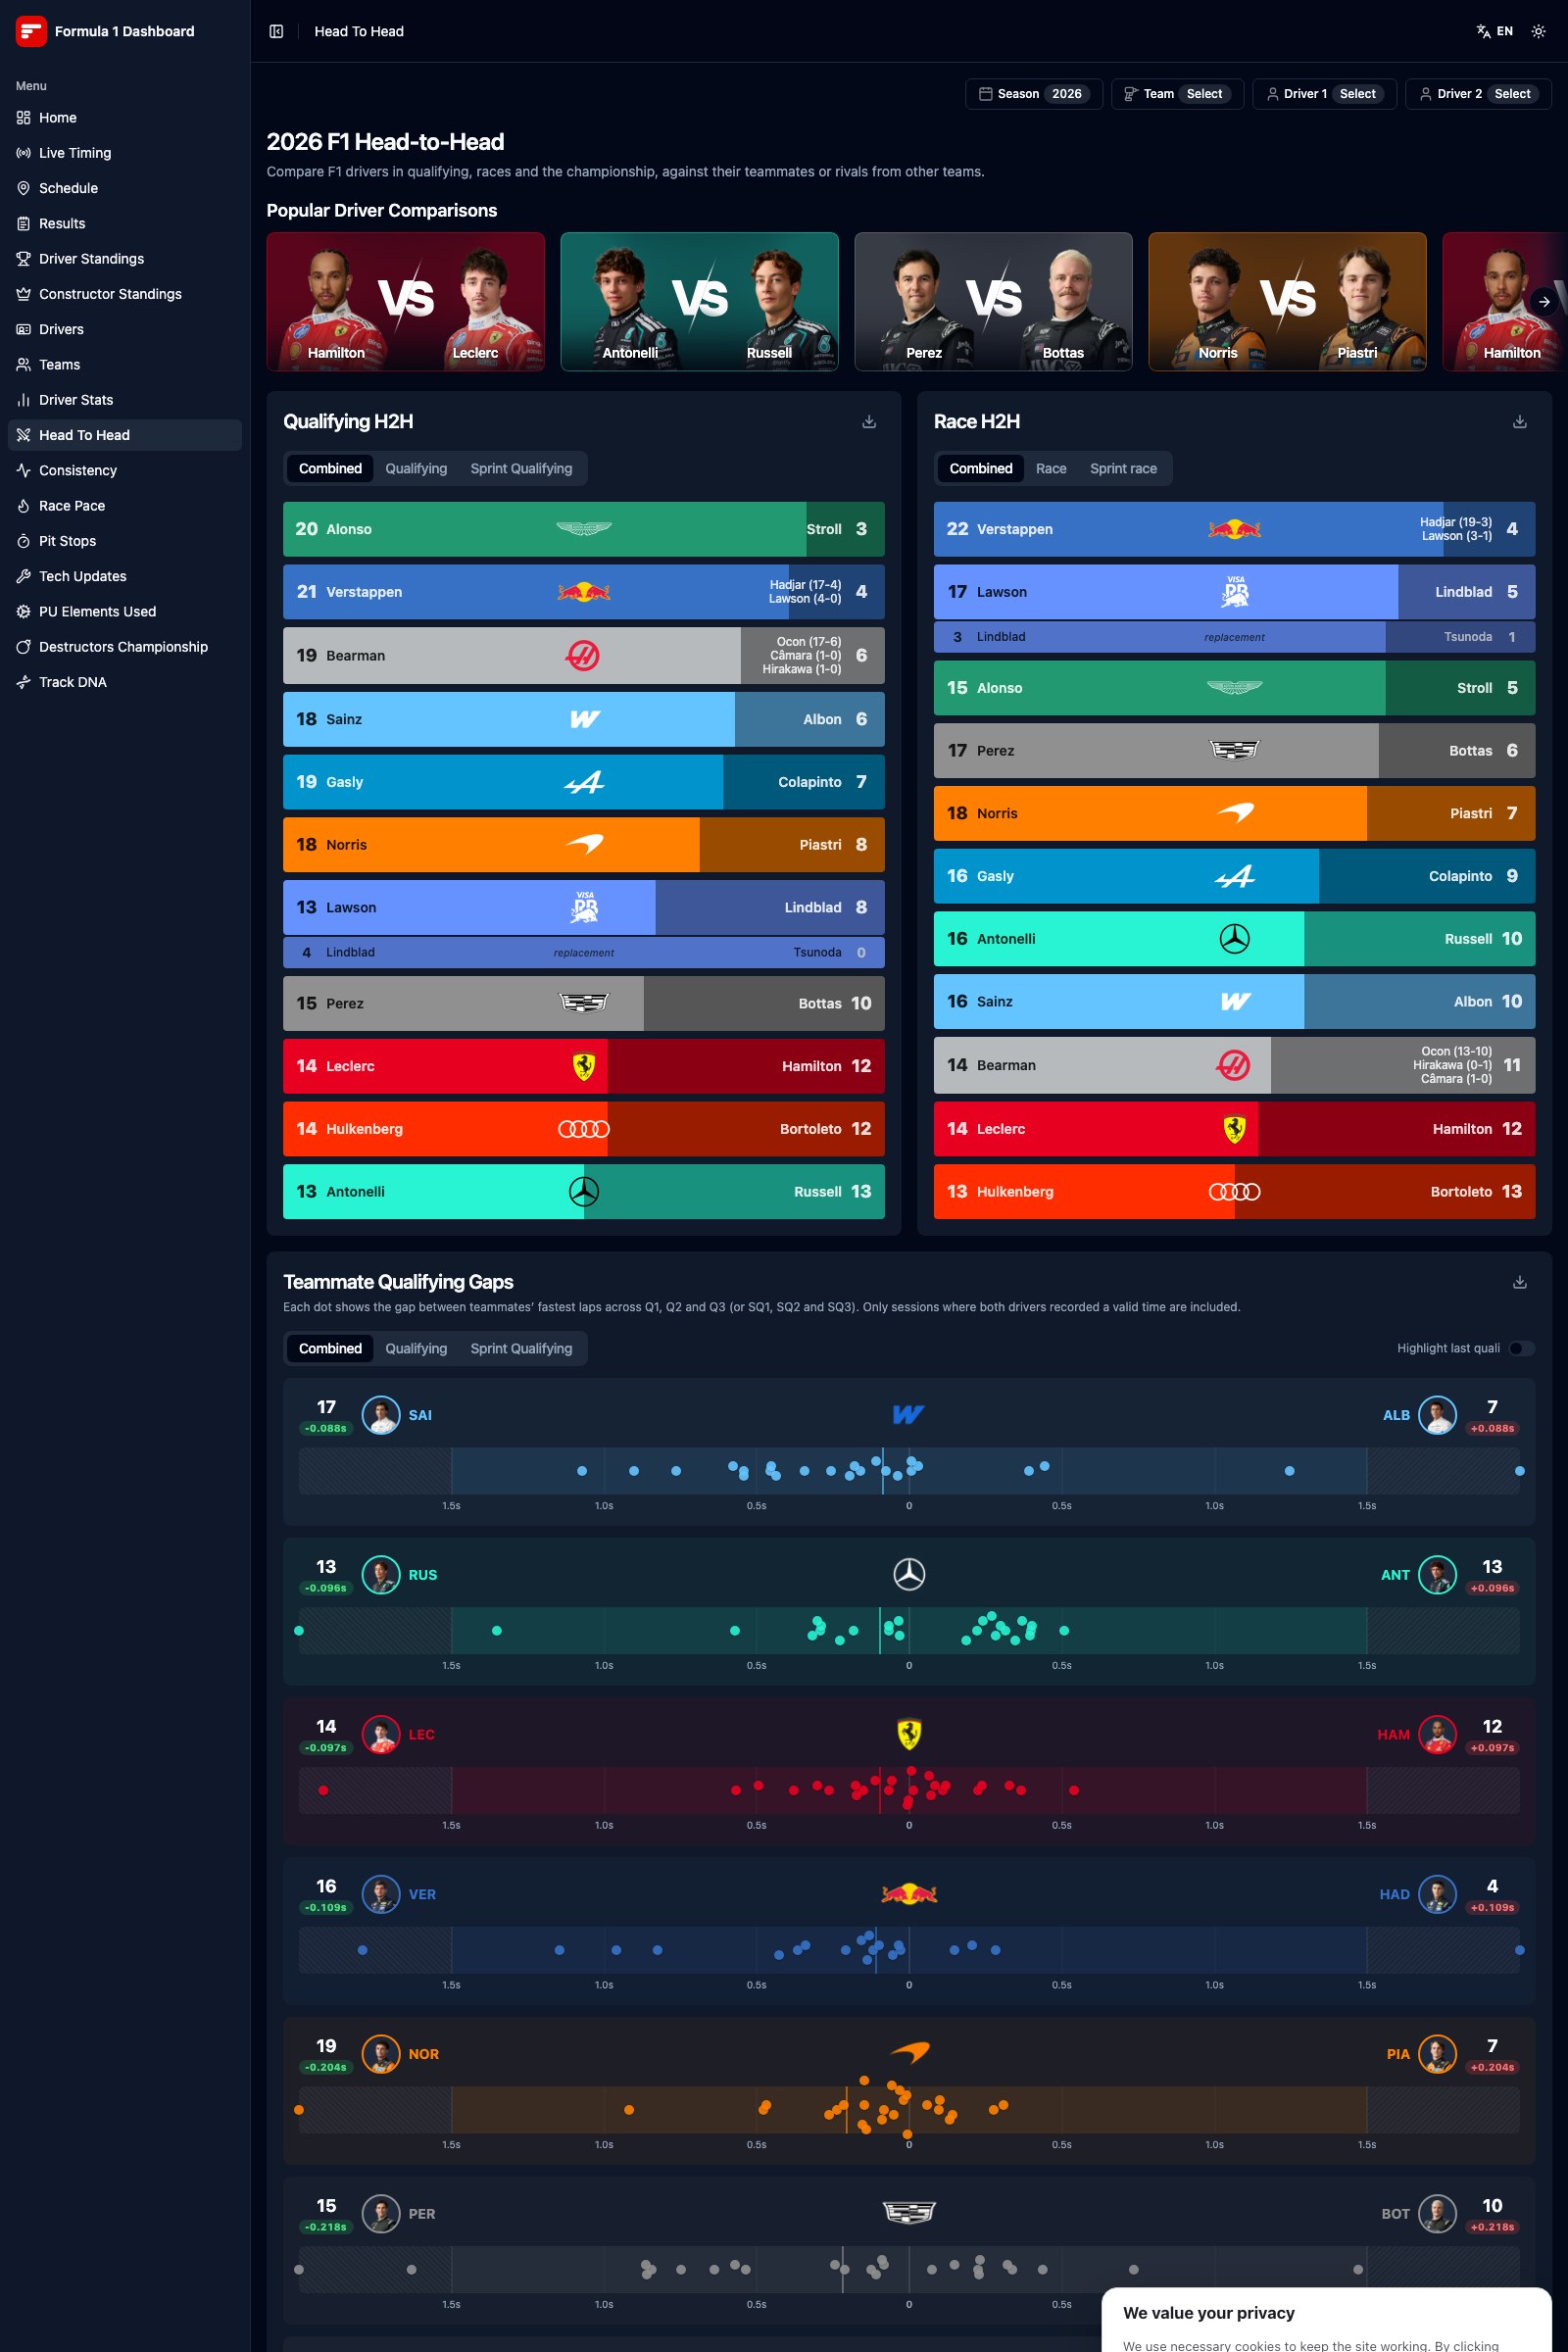 Formula 1 Dashboard
Menu
Home
Live Timing
Schedule
Results
Driver Standings
Constructor Standings
Drivers
Teams
Driver Stats
Head To Head
Consistency
Race Pace
Pit Stops
Tech Updates
PU Elements Used
Destructors Championship
Track DNA
Head To Head
EN
Season 2026
Team Select
Driver 1 Select
Driver 2 Select
2026 F1 Head-to-Head
Compare F1 drivers in qualifying, races and the championship, against their teammates or rivals from other teams.
Popular Driver Comparisons
Hamilton VS Leclerc
Antonelli VS Russell
Perez VS Bottas
Norris VS Piastri
Hamilton
Qualifying H2H
Combined Qualifying Sprint Qualifying
20 Alonso Stroll 3
21 Verstappen Hadjar (17-4) 4
Lawson (4-0)
19 Bearman Ocon (17-6) 6
Câmara (1-0)
Hirakawa (1-0)
18 Sainz Albon 6
19 Gasly Colapinto 7
18 Norris Piastri 8
13 Lawson VISA RB Lindblad 8
4 Lindblad replacement Tsunoda 0
15 Perez Bottas 10
14 Leclerc Hamilton 12
14 Hulkenberg Bortoleto 12
13 Antonelli Russell 13
Race H2H
Combined Race Sprint race
22 Verstappen Hadjar (19-3) 4
Lawson (3-1)
17 Lawson VISA RB Lindblad 5
3 Lindblad replacement Tsunoda 1
15 Alonso Stroll 5
17 Perez Bottas 6
18 Norris Piastri 7
16 Gasly Colapinto 9
16 Antonelli Russell 10
16 Sainz Albon 10
14 Bearman Ocon (13-10) 11
Hirakawa (0-1)
Câmara (1-0)
14 Leclerc Hamilton 12
13 Hulkenberg Bortoleto 13
Teammate Qualifying Gaps
Each dot shows the gap between teammates' fastest laps across Q1, Q2 and Q3 (or SQ1, SQ2 and SQ3). Only sessions where both drivers recorded a valid time are included.
Combined Qualifying Sprint Qualifying
Highlight last quali
17 SAI ALB 7
-0.088s +0.088s
1.5s 1.0s 0.5s 0 0.5s 1.0s 1.5s
13 RUS ANT 13
-0.096s +0.096s
1.5s 1.0s 0.5s 0 0.5s 1.0s 1.5s
14 LEC HAM 12
-0.097s +0.097s
1.5s 1.0s 0.5s 0 0.5s 1.0s 1.5s
16 VER HAD 4
-0.109s +0.109s
1.5s 1.0s 0.5s 0 0.5s 1.0s 1.5s
19 NOR PIA 7
-0.204s +0.204s
1.5s 1.0s 0.5s 0 0.5s 1.0s 1.5s
15 PER BOT 10
-0.218s +0.218s
1.5s 1.0s 0.5s 0 0.5s
We value your privacy
We use necessary cookies to keep the site working. By clicking